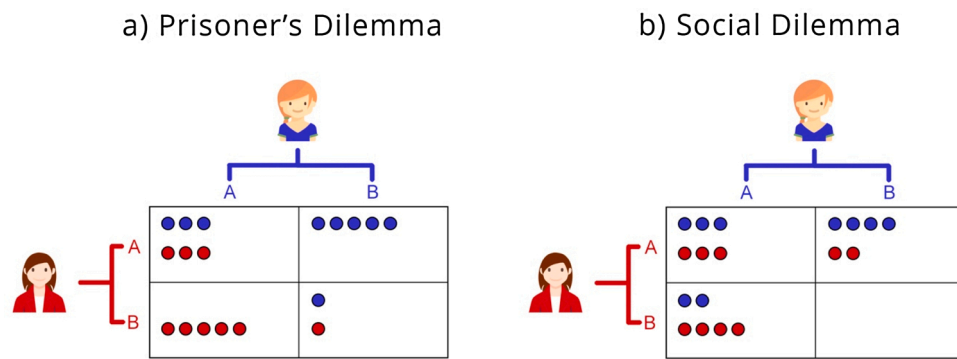 a) Prisoner's Dilemma
b) Social Dilemma
A B
A
B
A B
A
B